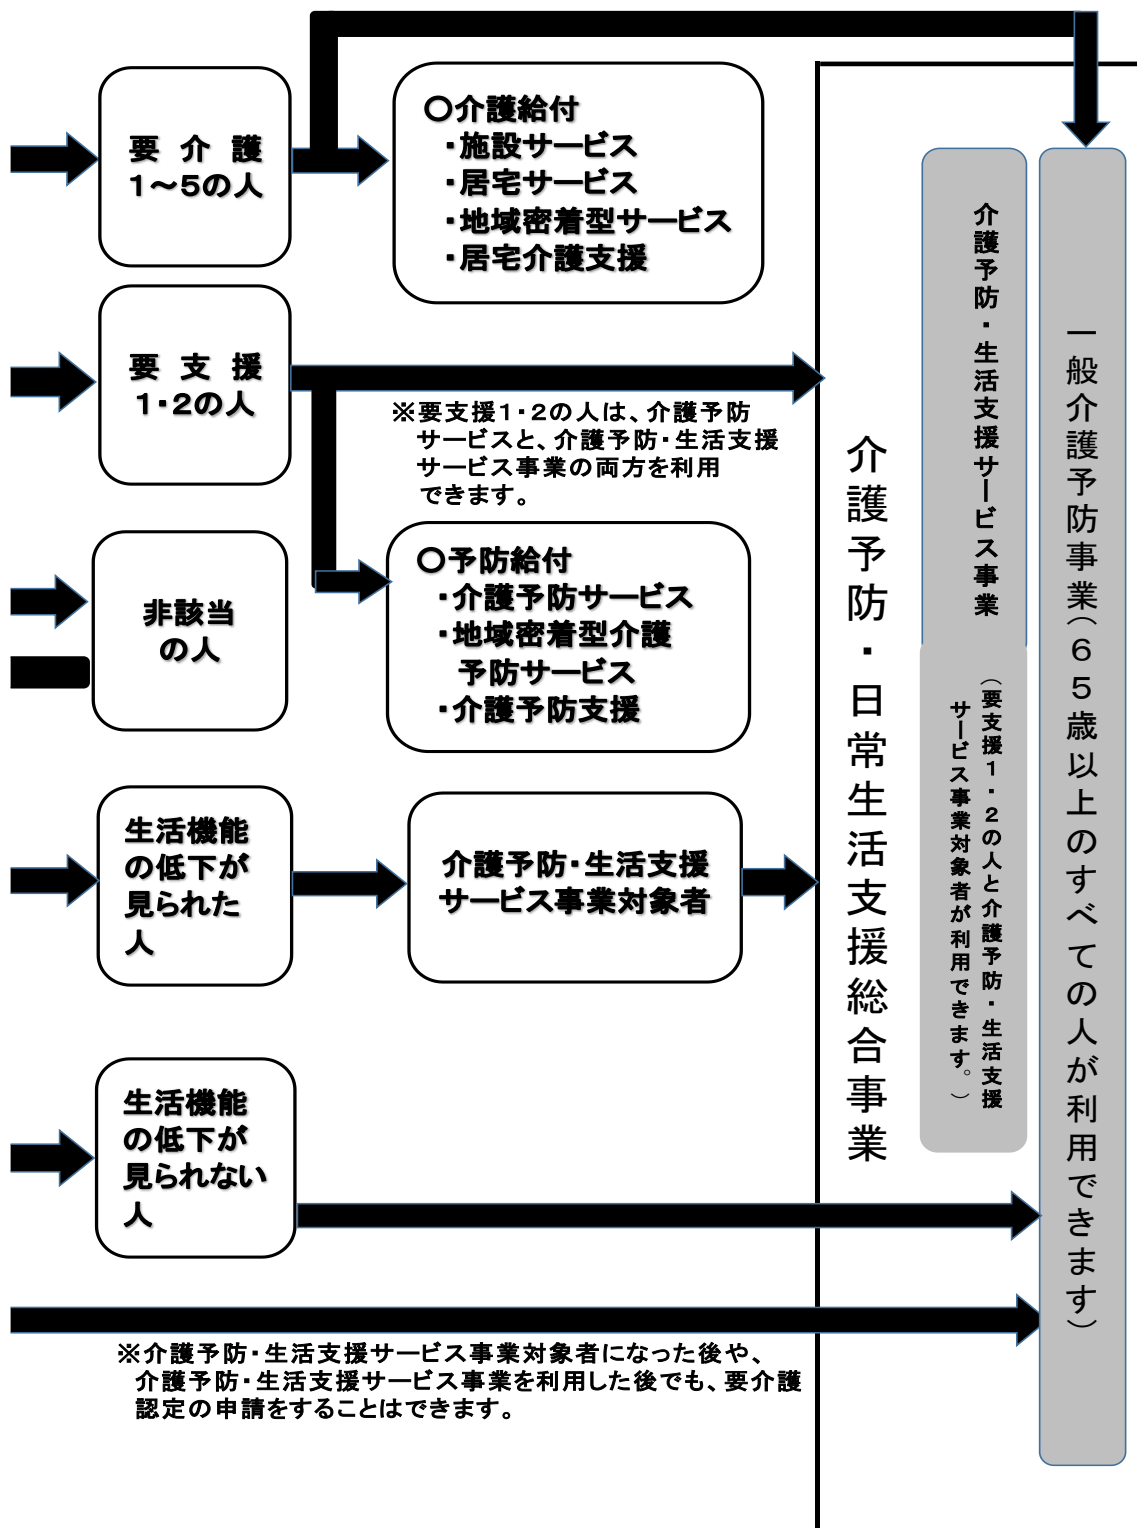 要 介 護
1～5の人
〇介護給付
・施設サービス
・居宅サービス
・地域密着型サービス
・居宅介護支援
要 支 援
1・2の人
※要支援1・2の人は、介護予防
サービスと、介護予防・生活支援
サービス事業の両方を利用
できます。
非該当
の人
〇予防給付
・介護予防サービス
・地域密着型介護
予防サービス
・介護予防支援
生活機能
の低下が
見られた
人
介護予防・生活支援
サービス事業対象者
生活機能
の低下が
見られない
人
※介護予防・生活支援サービス事業対象者になった後や、
介護予防・生活支援サービス事業を利用した後でも、要介護
認定の申請をすることはできます。
介護予防・日常生活支援総合事業
介護予防・生活支援サービス事業
（要支援1・2の人と介護予防・生活支援
サービス事業対象者が利用できます。）
一般介護予防事業（65歳以上のすべての人が利用できます）